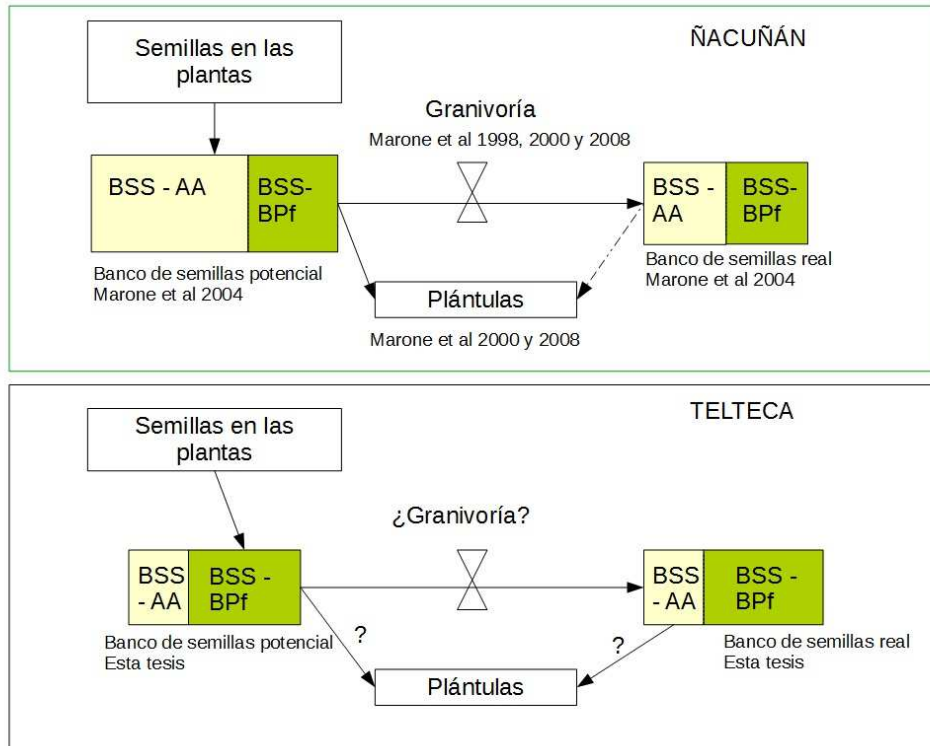 ÑACUÑÁN
Semillas en las
plantas
Granivoría
Marone et al 1998, 2000 y 2008
BSS - AA
BSS-
BPf
BSS -
AA
BSS-
BPf
Banco de semillas potencial
Marone et al 2004
Banco de semillas real
Marone et al 2004
Plántulas
Marone et al 2000 y 2008
TELTECA
Semillas en las
plantas
¿Granivoría?
BSS
- AA
BSS -
BPf
BSS
- AA
BSS -
BPf
Banco de semillas potencial
Esta tesis
?
?
Banco de semillas real
Esta tesis
Plántulas